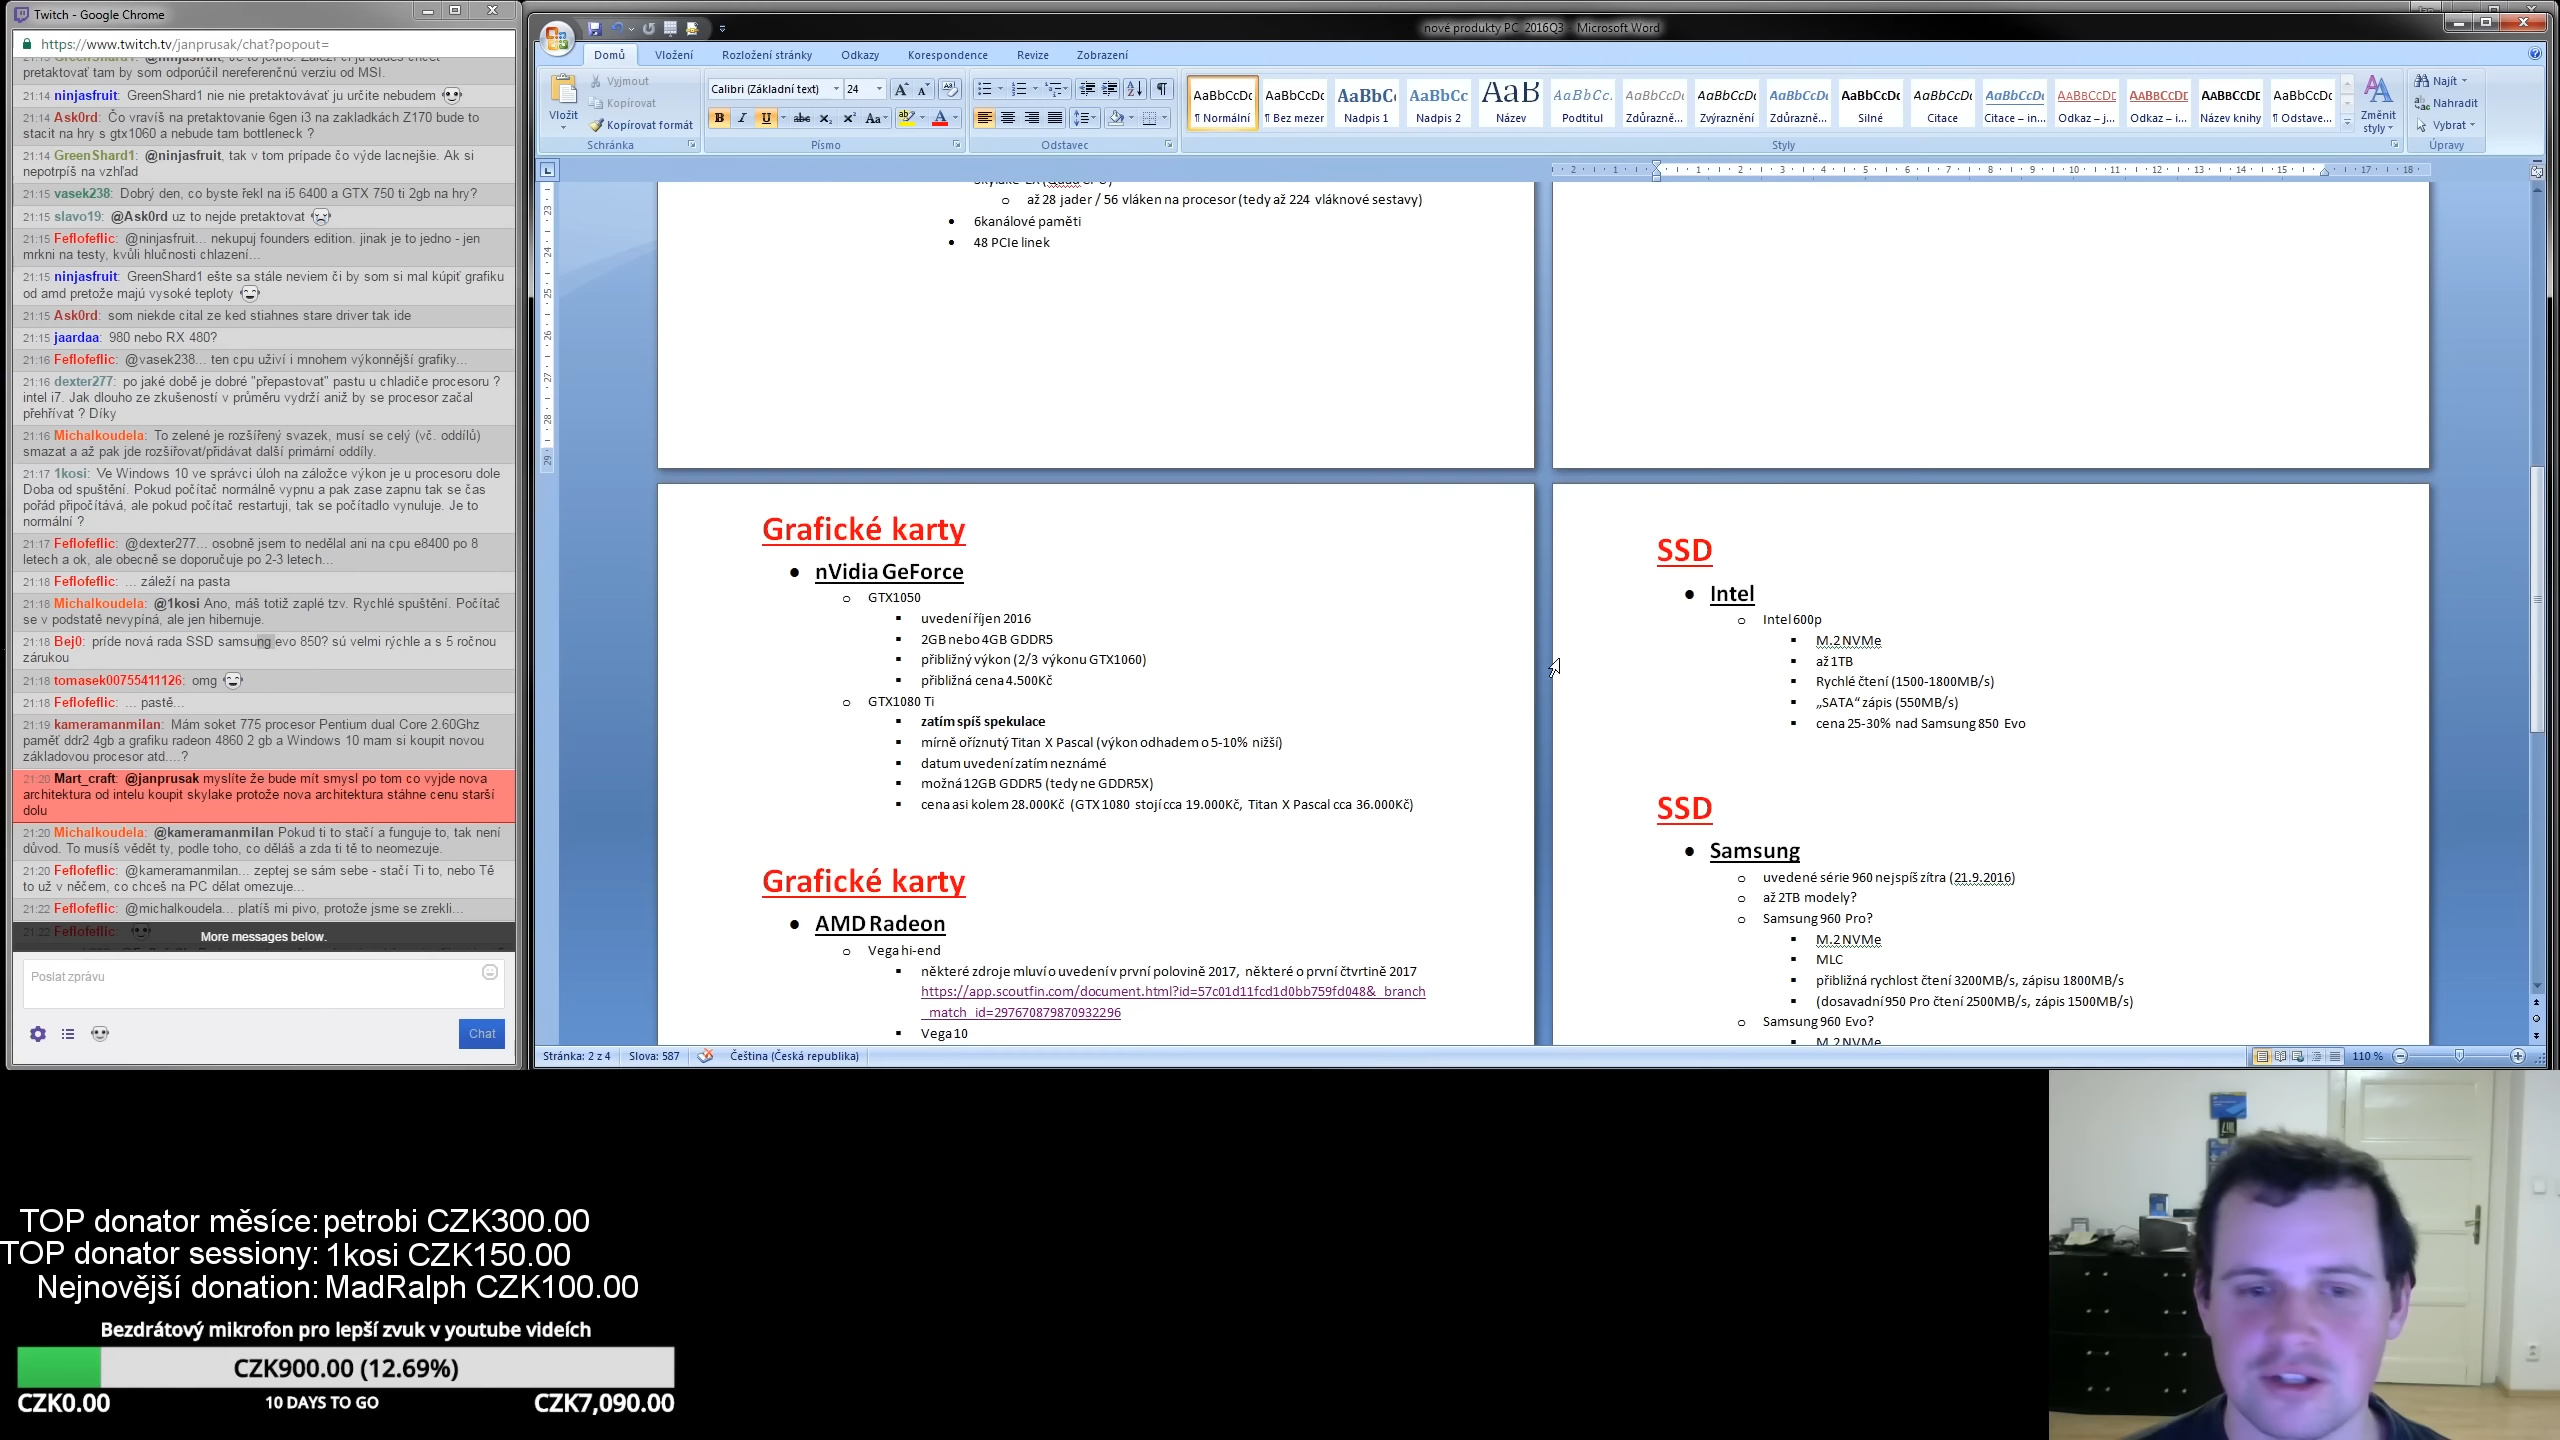 Twitch - Google Chrome
https://www.twitch.tv/janprusak/chat?popout=
pretaktovať tam by som odporúčil nereferenčnú verziu od MSI.
21:14 ninjasfruit: GreenShard1 nie nie pretaktovávať ju určite nebudem
21:14 Ask0rd: Čo vravíš na pretaktovanie 6gen i3 na zakladkách Z170 bude to
stacit na hry s gtx1060 a nebude tam bottleneck ?
21:14 GreenShard1: @ninjasfruit, tak v tom prípade čo výde lacnejšie. Ak si
nepotrpíš na vzhľad
21:15 vasek238: Dobrý den, co byste řekl na i5 6400 a GTX 750 ti 2gb na hry?
21:15 slavo19: @Ask0rd uz to nejde pretaktovat
21:15 Feflofeflic: @ninjasfruit... nekupuj founders edition. jinak je to jedno - jen
mrkni na testy, kvůli hlučnosti chlazení...
21:15 ninjasfruit: GreenShard1 ešte sa stále neviem či by som si mal kúpiť grafiku
od amd pretože majú vysoké teploty
21:15 Ask0rd: som niekde cital ze ked stiahnes stare driver tak ide
21:15 jaardaa: 980 nebo RX 480?
21:16 Feflofeflic: @vasek238... ten cpu uživí i mnohem výkonnější grafiky...
21:16 dexter277: po jaké době je dobré "přepastovat" pastu u chladiče procesoru ?
intel i7. Jak dlouho ze zkušeností v průměru vydrží aniž by se procesor začal
přehřívat ? Díky
21:16 Michalkoudela: To zelené je rozšířený svazek, musí se celý (vč. oddílů)
smazat a až pak jde rozšiřovat/přidávat další primární oddíly.
21:17 1kosi: Ve Windows 10 ve správci úloh na záložce výkon je u procesoru dole
Doba od spuštění. Pokud počítač normálně vypnu a pak zase zapnu tak se čas
pořád připočítává, ale pokud počítač restartuji, tak se počítadlo vynuluje. Je to
normální ?
21:17 Feflofeflic: @dexter277... osobně jsem to nedělal ani na cpu e8400 po 8
letech a ok, ale obecně se doporučuje po 2-3 letech...
21:18 Feflofeflic: ... záleží na pasta
21:18 Michalkoudela: @1kosi Ano, máš totiž zaplé tzv. Rychlé spuštění. Počítač
se v podstatě nevypíná, ale jen hibernuje.
21:18 Bej0: príde nová rada SSD samsung evo 850? sú velmi rýchle a s 5 ročnou
zárukou
21:18 tomasek00755411126: omg
21:18 Feflofeflic: ... pastě...
21:19 kameramanmilan: Mám soket 775 procesor Pentium dual Core 2.60Ghz
paměť ddr2 4gb a grafiku radeon 4860 2 gb a Windows 10 mam si koupit novou
základovou procesor atd....?
21:20 Mart_craft: @janprusak myslíte že bude mít smysl po tom co vyjde nova
architektura od intelu koupit skylake protože nova architektura stáhne cenu starší
dolu
21:20 Michalkoudela: @kameramanmilan Pokud ti to stačí a funguje to, tak není
důvod. To musíš vědět ty, podle toho, co děláš a zda ti tě to neomezuje.
21:20 Feflofeflic: @kameramanmilan... zeptej se sám sebe - stačí Ti to, nebo Tě
to už v něčem, co chceš na PC dělat omezuje...
21:22 Feflofeflic: @michalkoudela... platíš mi pivo, protože jsme se zrekli...
21:22 Feflofeflic:
More messages below.
Poslat zprávu
Chat
nové produkty PC 2016Q3 - Microsoft Word
Domů Vložení Rozložení stránky Odkazy Korespondence Revize Zobrazení
Vložit
Vyjmout
Kopírovat
Kopírovat formát
Schránka
Calibri (Základní text) 24
Písmo
Odstavec
¶ Normální ¶ Bez mezer Nadpis 1 Nadpis 2 Název Podtitul Zdůrazně... Zvýraznění Zdůrazně... Silné Citace Citace – in... Odkaz – j... Odkaz – i... Název knihy ¶ Odstave...
Změnit styly
Styly
Najít
Nahradit
Vybrat
Úpravy
o až 28 jader / 56 vláken na procesor (tedy až 224 vláknové sestavy)
• 6kanálové paměti
• 48 PCIe linek
Grafické karty
• nVidia GeForce
o GTX1050
▪ uvedení říjen 2016
▪ 2GB nebo 4GB GDDR5
▪ přibližný výkon (2/3 výkonu GTX1060)
▪ přibližná cena 4.500Kč
o GTX1080 Ti
▪ zatím spíš spekulace
▪ mírně oříznutý Titan X Pascal (výkon odhadem o 5-10% nižší)
▪ datum uvedení zatím neznámé
▪ možná 12GB GDDR5 (tedy ne GDDR5X)
▪ cena asi kolem 28.000Kč (GTX1080 stojí cca 19.000Kč, Titan X Pascal cca 36.000Kč)
Grafické karty
• AMD Radeon
o Vega hi-end
▪ některé zdroje mluví o uvedení v první polovině 2017, některé o první čtvrtině 2017
https://app.scoutfin.com/document.html?id=57c01d11fcd1d0bb759fd048&_branch
_match_id=297670879870932296
▪ Vega 10
SSD
• Intel
o Intel 600p
▪ M.2 NVMe
▪ až 1TB
▪ Rychlé čtení (1500-1800MB/s)
▪ „SATA“ zápis (550MB/s)
▪ cena 25-30% nad Samsung 850 Evo
SSD
• Samsung
o uvedené série 960 nejspíš zítra (21.9.2016)
o až 2TB modely?
o Samsung 960 Pro?
▪ M.2 NVMe
▪ MLC
▪ přibližná rychlost čtení 3200MB/s, zápisu 1800MB/s
▪ (dosavadní 950 Pro čtení 2500MB/s, zápis 1500MB/s)
o Samsung 960 Evo?
▪ M.2 NVMe
Stránka: 2 z 4 Slova: 587 Čeština (Česká republika) 110 %
TOP donator měsíce: petrobi CZK300.00
TOP donator sessiony: 1kosi CZK150.00
Nejnovější donation: MadRalph CZK100.00
Bezdrátový mikrofon pro lepší zvuk v youtube videích
CZK900.00 (12.69%)
CZK0.00 10 DAYS TO GO CZK7,090.00